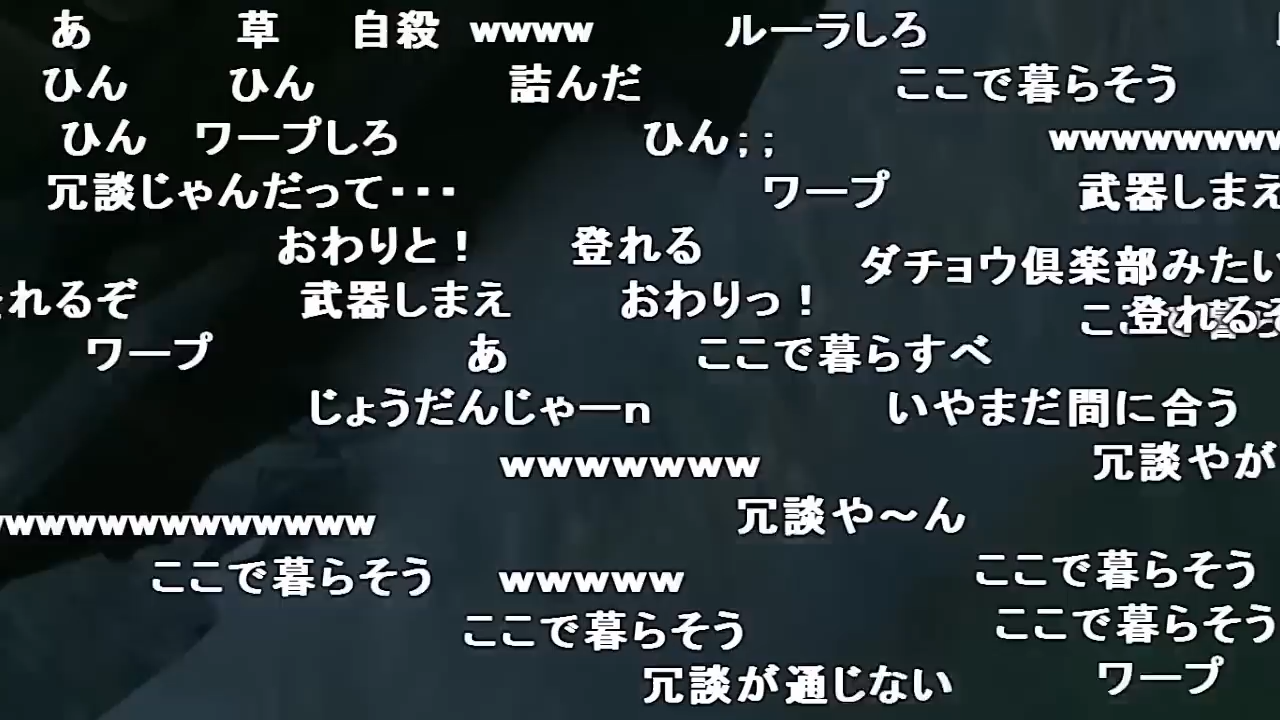 あ 草 自殺 wwww ルーラしろ
ひん ひん 詰んだ ここで暮らそう
ひん ワープしろ ひん;; wwwwwwww
冗談じゃんだって・・・ ワープ 武器しまえ
おわりと！ 登れる ダチョウ倶楽部みたい
れるぞ 武器しまえ おわりっ！ 登れるぞ
ワープ あ ここで暮らすべ
じょうだんじゃーn いやまだ間に合う
wwwwwwww 冗談やが
wwwwwwwwwwwww 冗談や～ん
ここで暮らそう wwwww ここで暮らそう
ここで暮らそう ここで暮らそう
冗談が通じない ワープ